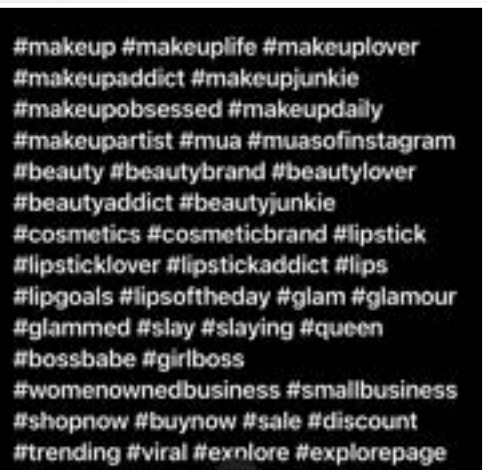 #makeup #makeuplife #makeuplover
#makeupaddict #makeupjunkie
#makeupobsessed #makeupdaily
#makeupartist #mua #muasofinstagram
#beauty #beautybrand #beautylover
#beautyaddict #beautyjunkie
#cosmetics #cosmeticbrand #lipstick
#lipsticklover #lipstickaddict #lips
#lipgoals #lipsoftheday #glam #glamour
#glammed #slay #slaying #queen
#bossbabe #girlboss
#womenownedbusiness #smallbusiness
#shopnow #buynow #sale #discount
#trending #viral #explore #explorepage